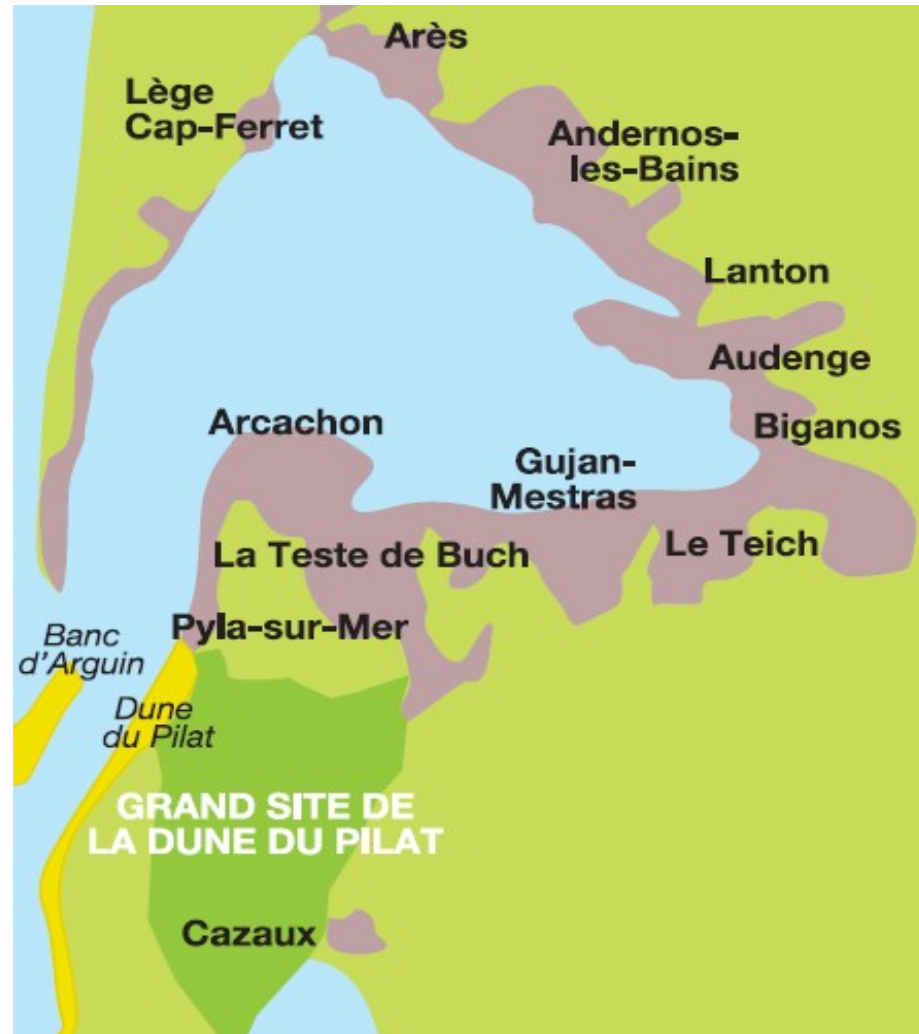 Arès
Lège
Cap-Ferret
Andernos-
les-Bains
Lanton
Audenge
Arcachon
Biganos
Gujan-
Mestras
La Teste de Buch
Le Teich
Pyla-sur-Mer
Banc
d'Arguin
Dune
du Pilat
GRAND SITE DE
LA DUNE DU PILAT
Cazaux